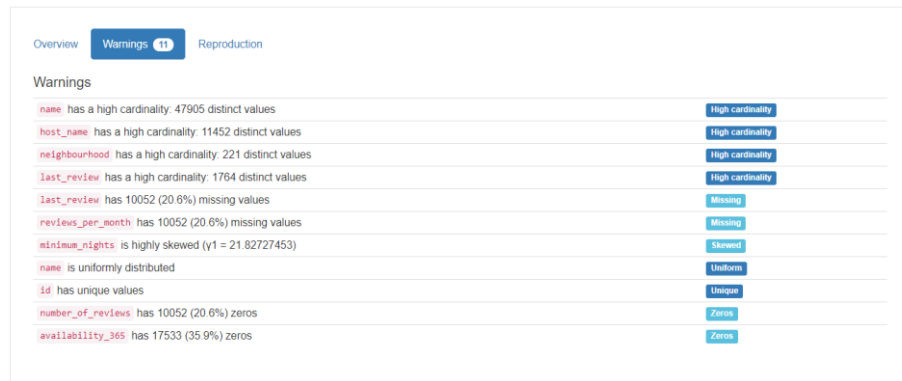 Overview Warnings 11 Reproduction
Warnings
name has a high cardinality: 47905 distinct values High cardinality
host_name has a high cardinality: 11452 distinct values High cardinality
neighbourhood has a high cardinality: 221 distinct values High cardinality
last_review has a high cardinality: 1764 distinct values High cardinality
last_review has 10052 (20.6%) missing values Missing
reviews_per_month has 10052 (20.6%) missing values Missing
minimum_nights is highly skewed (γ1 = 21.82727453) Skewed
name is uniformly distributed Uniform
id has unique values Unique
number_of_reviews has 10052 (20.6%) zeros Zeros
availability_365 has 17533 (35.9%) zeros Zeros